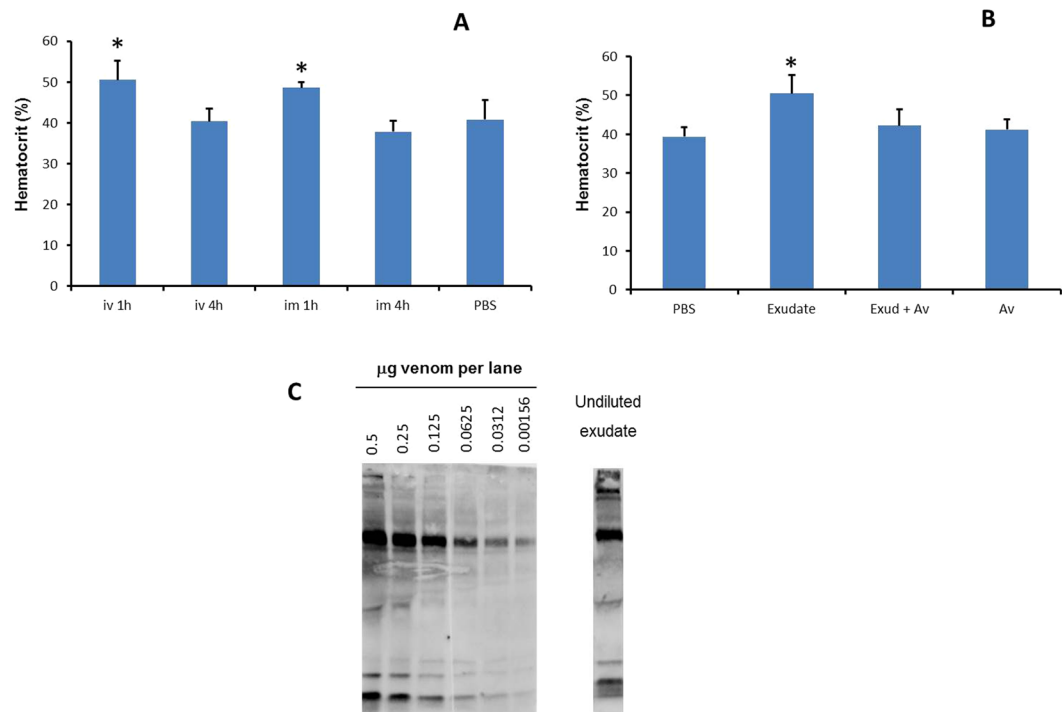 A
Hematocrit (%)
60
50
40
30
20
10
0
*
*
iv 1h
iv 4h
im 1h
im 4h
PBS
B
Hematocrit (%)
60
50
40
30
20
10
0
*
PBS
Exudate
Exud + Av
Av
C
µg venom per lane
0.5
0.25
0.125
0.0625
0.0312
0.00156
Undiluted
exudate